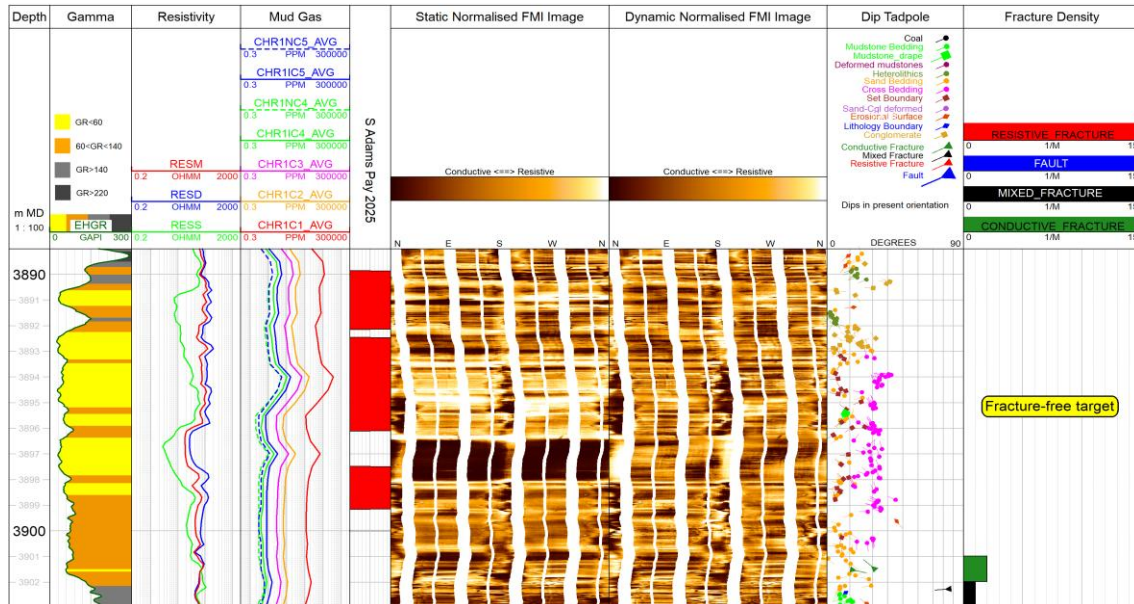 Depth
Gamma
Resistivity
Mud Gas
Static Normalised FMI Image
Dynamic Normalised FMI Image
Dip Tadpole
Fracture Density
m MD
1 : 100
GR<60
60<GR<140
GR>140
GR>220
EHGR
0 GAPI 300
RESM
0.2 OHMM 2000
RESD
0.2 OHMM 2000
RESS
0.2 OHMM 2000
CHR1NC5_AVG
0.3 PPM 300000
CHR1IC5_AVG
0.3 PPM 300000
CHR1NC4_AVG
0.3 PPM 300000
CHR1IC4_AVG
0.3 PPM 300000
CHR1C3_AVG
0.3 PPM 300000
CHR1C2_AVG
0.3 PPM 300000
CHR1C1_AVG
0.3 PPM 300000
S Adams Pay 2025
Conductive <==> Resistive
N E S W N
Conductive <==> Resistive
N E S W N
Coal
Mudstone Bedding
Mudstone_drape
Deformed mudstones
Heterolithics
Sand Bedding
Cross Bedding
Set Boundary
Sand-Cgl deformed
Erosional Surface
Lithology Boundary
Conglomerate
Conductive Fracture
Mixed Fracture
Resistive Fracture
Fault
Dips in present orientation
0 DEGREES 90
RESISTIVE_FRACTURE
0 1/M 15
FAULT
0 1/M 15
MIXED_FRACTURE
0 1/M 15
CONDUCTIVE_FRACTURE
0 1/M 15
3890
3891
3892
3893
3894
3895
3896
3897
3898
3899
3900
3901
3902
Fracture-free target